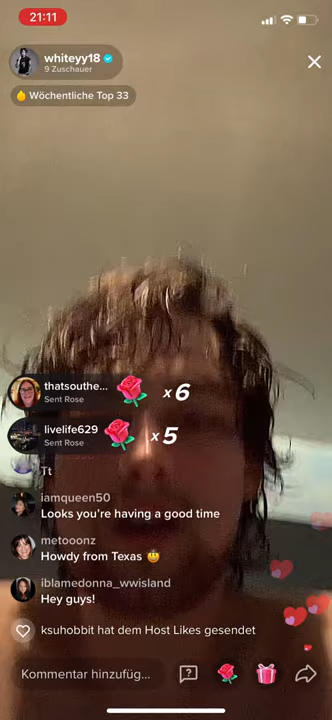 21:11
whiteyy18
9 Zuschauer
Wöchentliche Top 33
thatsouthe...
Sent Rose
x6
livelife629
Sent Rose
x5
Tt
iamqueen50
Looks you're having a good time
metooonz
Howdy from Texas 🤠
iblamedonna_wwisland
Hey guys!
ksuhobbit hat dem Host Likes gesendet
Kommentar hinzufüg...